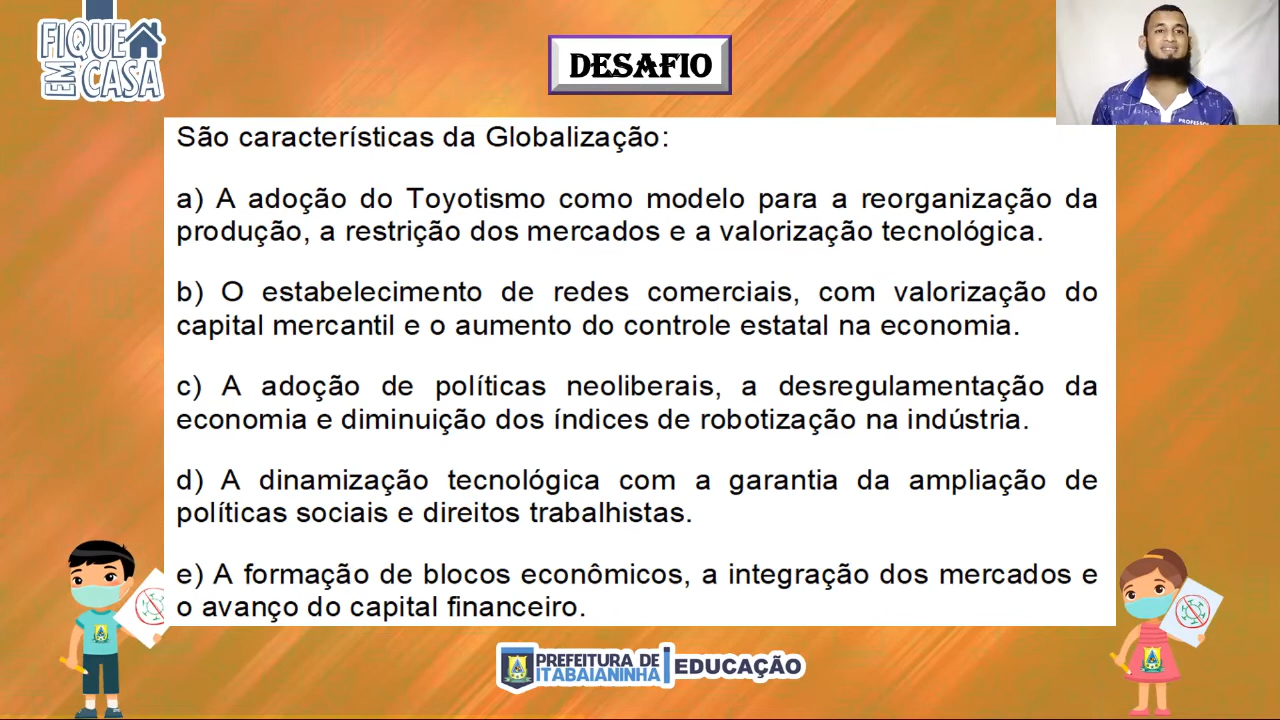 FIQUE
EM CASA
DESAFIO
PROFESSOR
São características da Globalização:
a) A adoção do Toyotismo como modelo para a reorganização da
produção, a restrição dos mercados e a valorização tecnológica.
b) O estabelecimento de redes comerciais, com valorização do
capital mercantil e o aumento do controle estatal na economia.
c) A adoção de políticas neoliberais, a desregulamentação da
economia e diminuição dos índices de robotização na indústria.
d) A dinamização tecnológica com a garantia da ampliação de
políticas sociais e direitos trabalhistas.
e) A formação de blocos econômicos, a integração dos mercados e
o avanço do capital financeiro.
PREFEITURA DE
ITABAIANINHA
EDUCAÇÃO